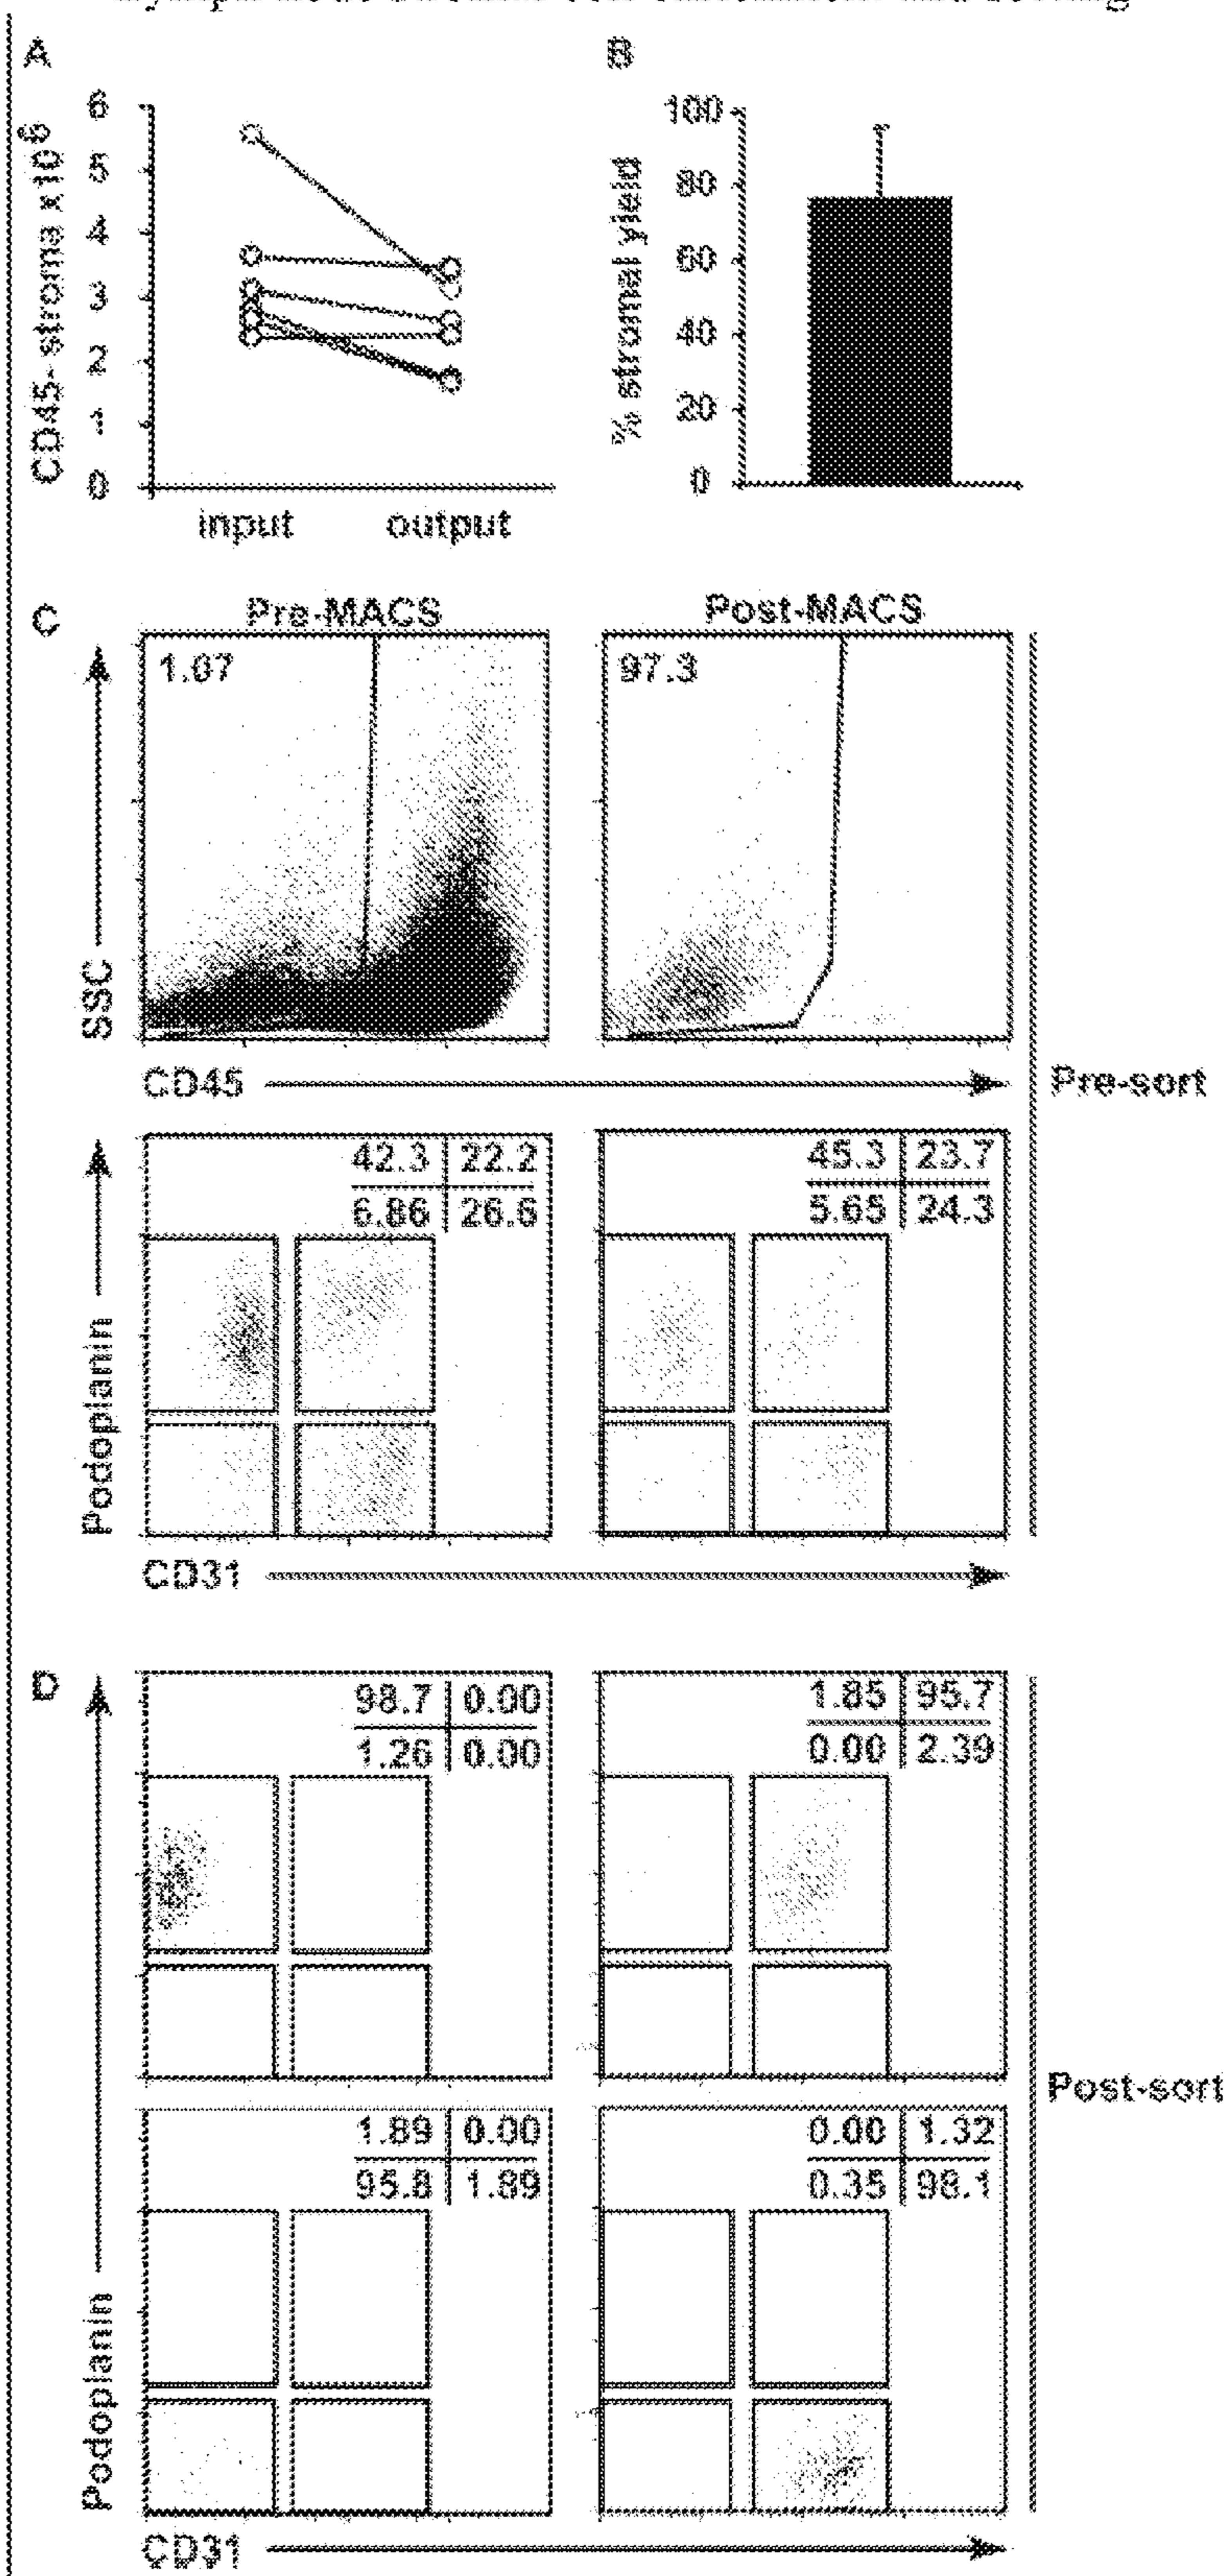 A
B
CD45- stroma x10⁶
6
5
4
3
2
1
0
input output
% stromal yield
100
80
60
40
20
0
C
Pre-MACS Post-MACS
1.07 97.3
SSC
CD45
Pre-sort
42.3 22.2 45.3 23.7
6.86 26.6 5.65 24.3
Podoplanin
CD31
D
98.7 0.00 1.85 95.7
1.26 0.00 0.00 2.39
Post-sort
1.89 0.00 0.00 1.32
95.8 1.89 0.35 98.1
Podoplanin
CD31